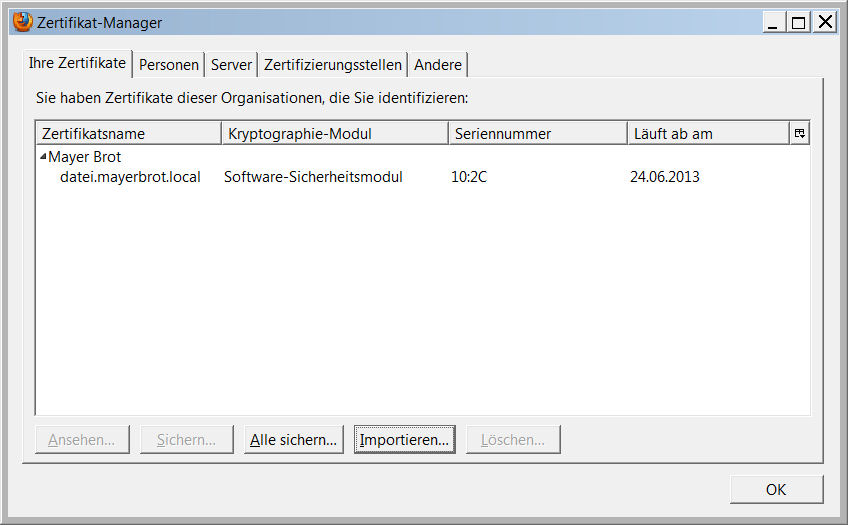 Zertifikat-Manager
Ihre Zertifikate Personen Server Zertifizierungsstellen Andere
Sie haben Zertifikate dieser Organisationen, die Sie identifizieren:
Zertifikatsname Kryptographie-Modul Seriennummer Läuft ab am
Mayer Brot
datei.mayerbrot.local Software-Sicherheitsmodul 10:2C 24.06.2013
Ansehen... Sichern... Alle sichern... Importieren... Löschen...
OK